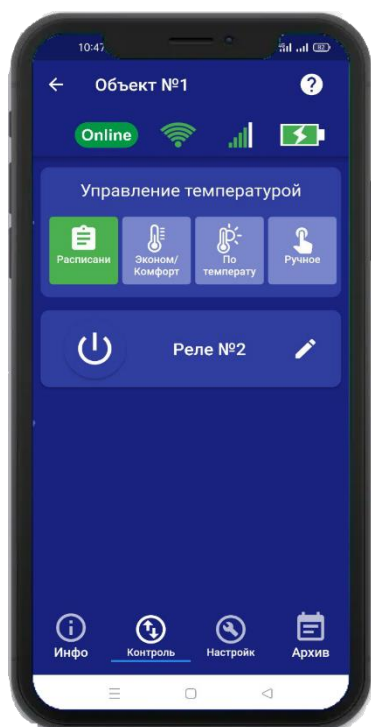 10:47
82
Объект №1
?
Online
Управление температурой
Расписани
Эконом/
Комфорт
По
температу
Ручное
Реле №2
Инфо
Контроль
Настройк
Архив